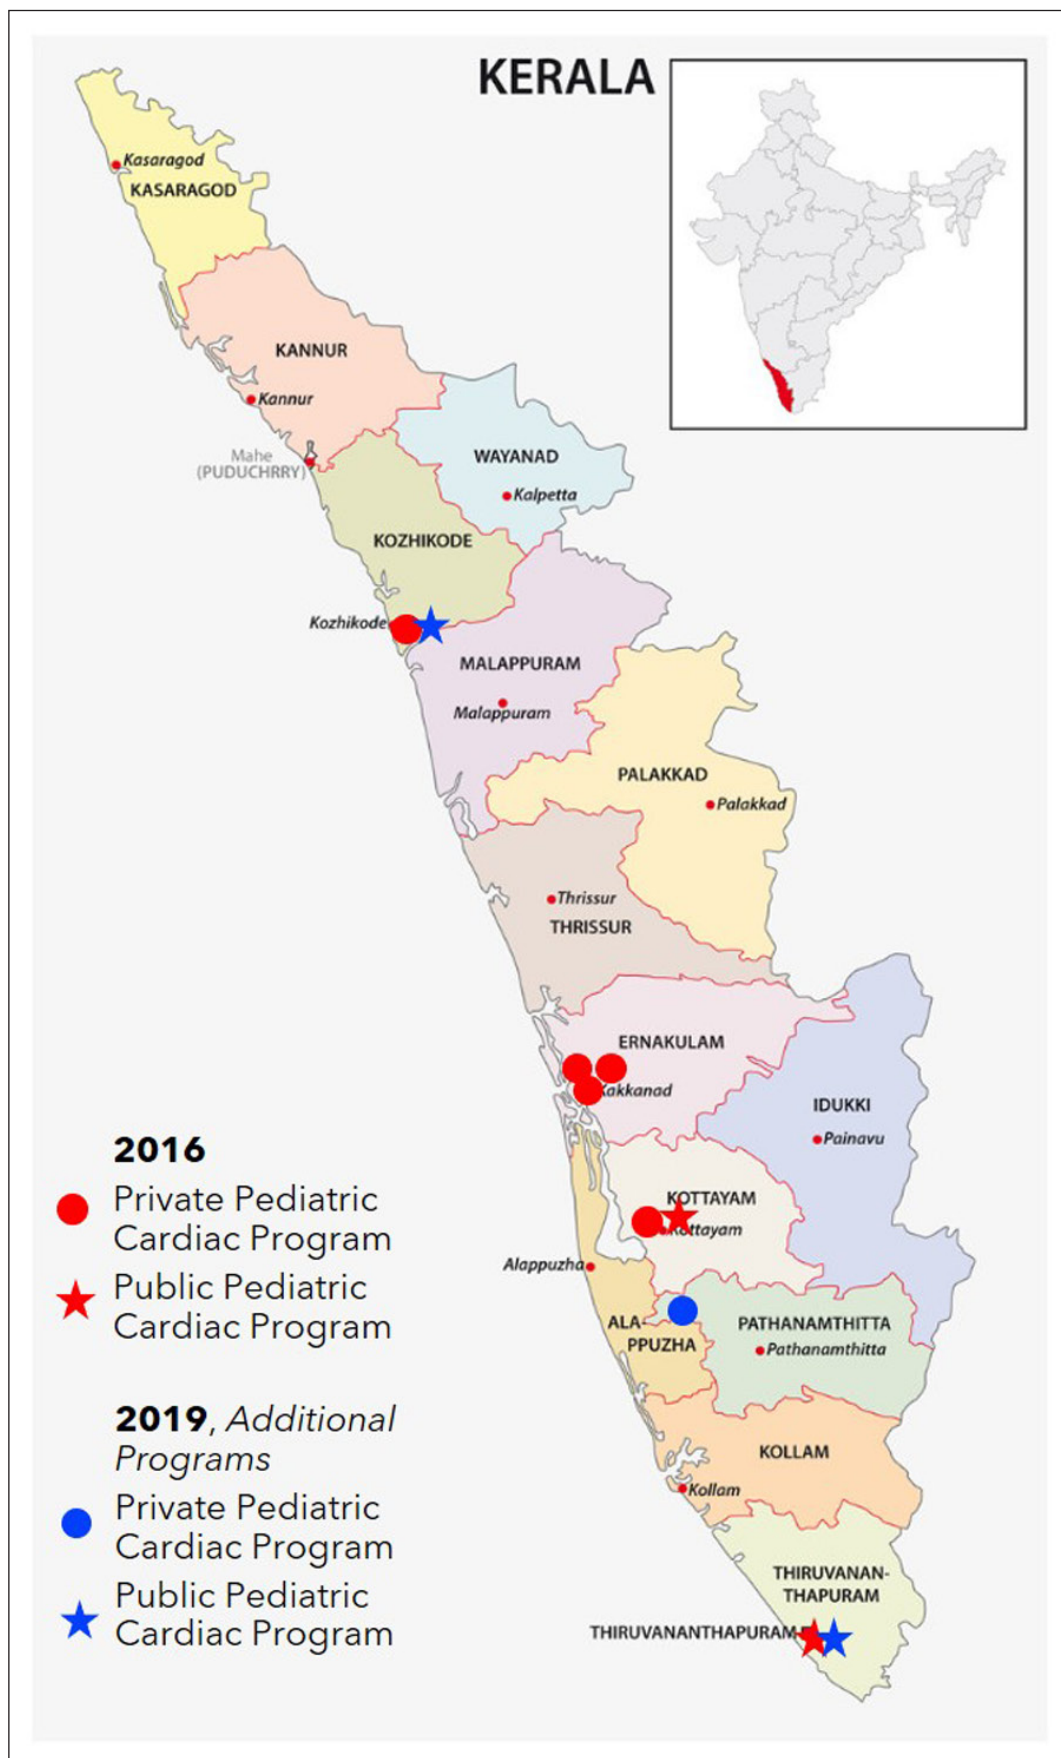 KERALA
Kasaragod
KASARAGOD
KANNUR
Kannur
Mahe
(PUDUCHRRY)
WAYANAD
Kalpetta
KOZHIKODE
Kozhikode
MALAPPURAM
Malappuram
PALAKKAD
Palakkad
Thrissur
THRISSUR
ERNAKULAM
Kakkanad
IDUKKI
Painavu
KOTTAYAM
Kottayam
Alappuzha
ALA-
PPUZHA
PATHANAMTHITTA
Pathanamthitta
KOLLAM
Kollam
THIRUVANAN-
THAPURAM
THIRUVANANTHAPURAM
2016
Private Pediatric
Cardiac Program
Public Pediatric
Cardiac Program
2019, Additional
Programs
Private Pediatric
Cardiac Program
Public Pediatric
Cardiac Program